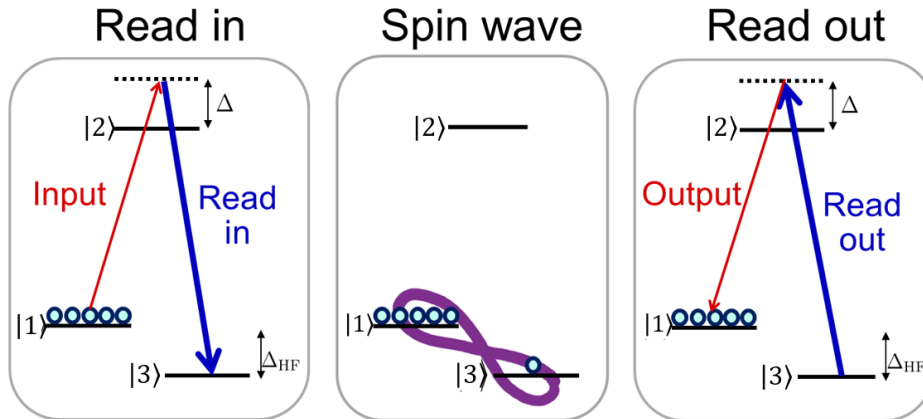 Read in
Spin wave
Read out
Δ
|2⟩
Input
Read
in
|1⟩
Δ_HF
|3⟩
|2⟩
|1⟩
|3⟩
Δ
|2⟩
Output
Read
out
|1⟩
Δ_HF
|3⟩